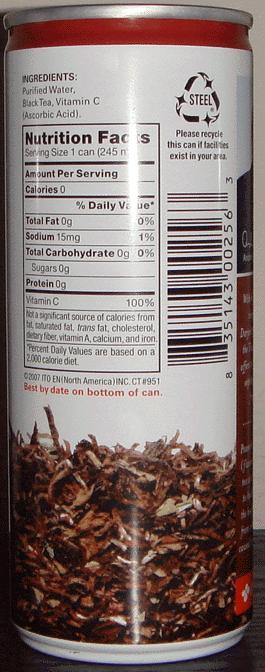 INGREDIENTS:
Purified Water,
Black Tea, Vitamin C
(Ascorbic Acid).
Nutrition Facts
Serving Size 1 can (245 m
Amount Per Serving
Calories 0
% Daily Value*
Total Fat 0g 0%
Sodium 15mg 1%
Total Carbohydrate 0g 0%
Sugars 0g
Protein 0g
Vitamin C 100%
Not a significant source of calories from
fat, saturated fat, trans fat, cholesterol,
dietary fiber, vitamin A, calcium, and iron.
*Percent Daily Values are based on a
2,000 calorie diet.
©2007 ITO EN (North America) INC. CT#951
Best by date on bottom of can.
STEEL
Please recycle
this can if facilities
exist in your area.
8 35143 00256 3